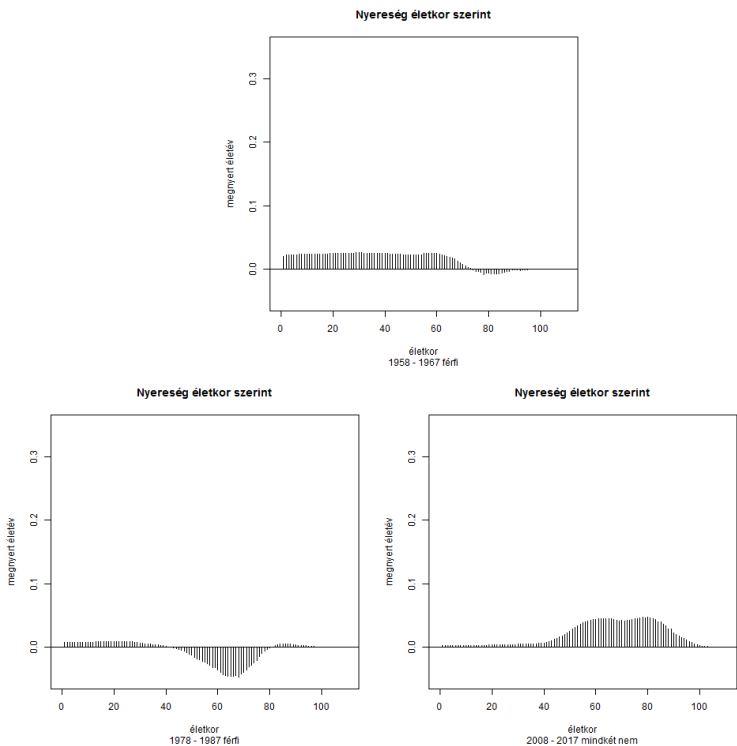 Nyereség életkor szerint
0.3
0.2
0.1
0.0
megnyert életév
0 20 40 60 80 100
életkor
1958 - 1967 férfi
Nyereség életkor szerint
0.3
0.2
0.1
0.0
megnyert életév
0 20 40 60 80 100
életkor
1978 - 1987 férfi
Nyereség életkor szerint
0.3
0.2
0.1
0.0
megnyert életév
0 20 40 60 80 100
életkor
2008 - 2017 mindkét nem